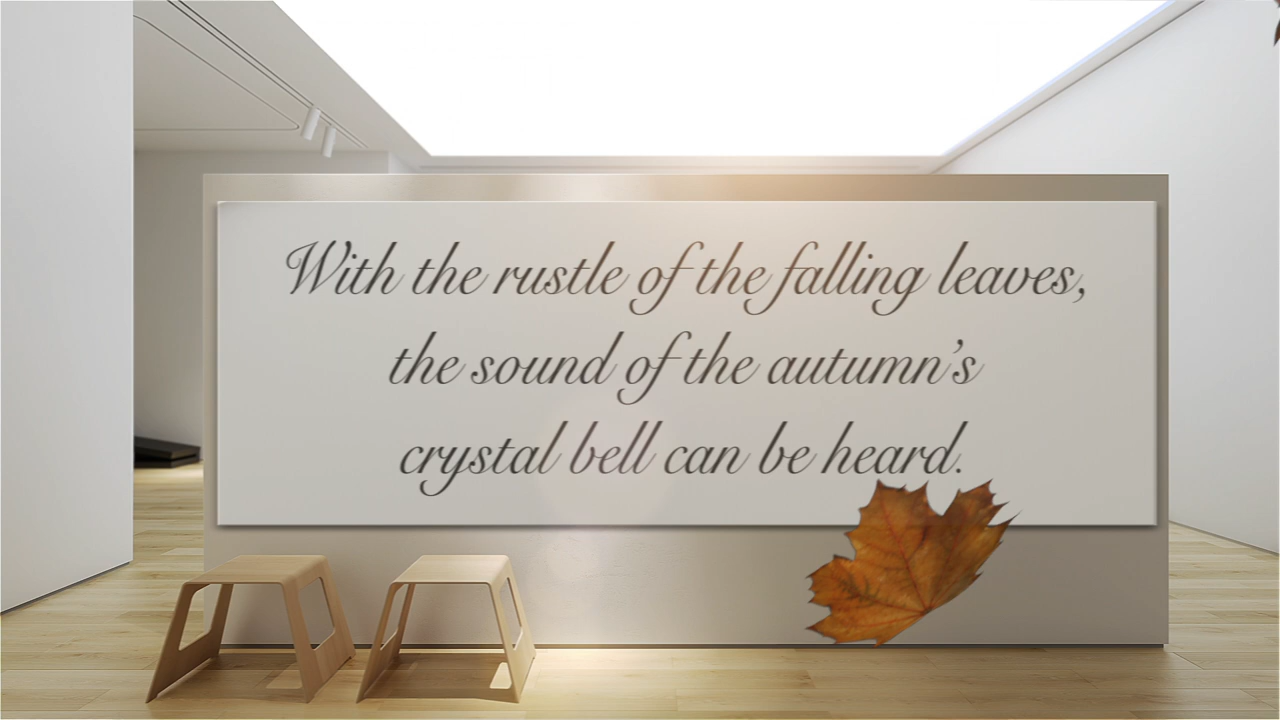 With the rustle of the falling leaves,
the sound of the autumn’s
crystal bell can be heard.